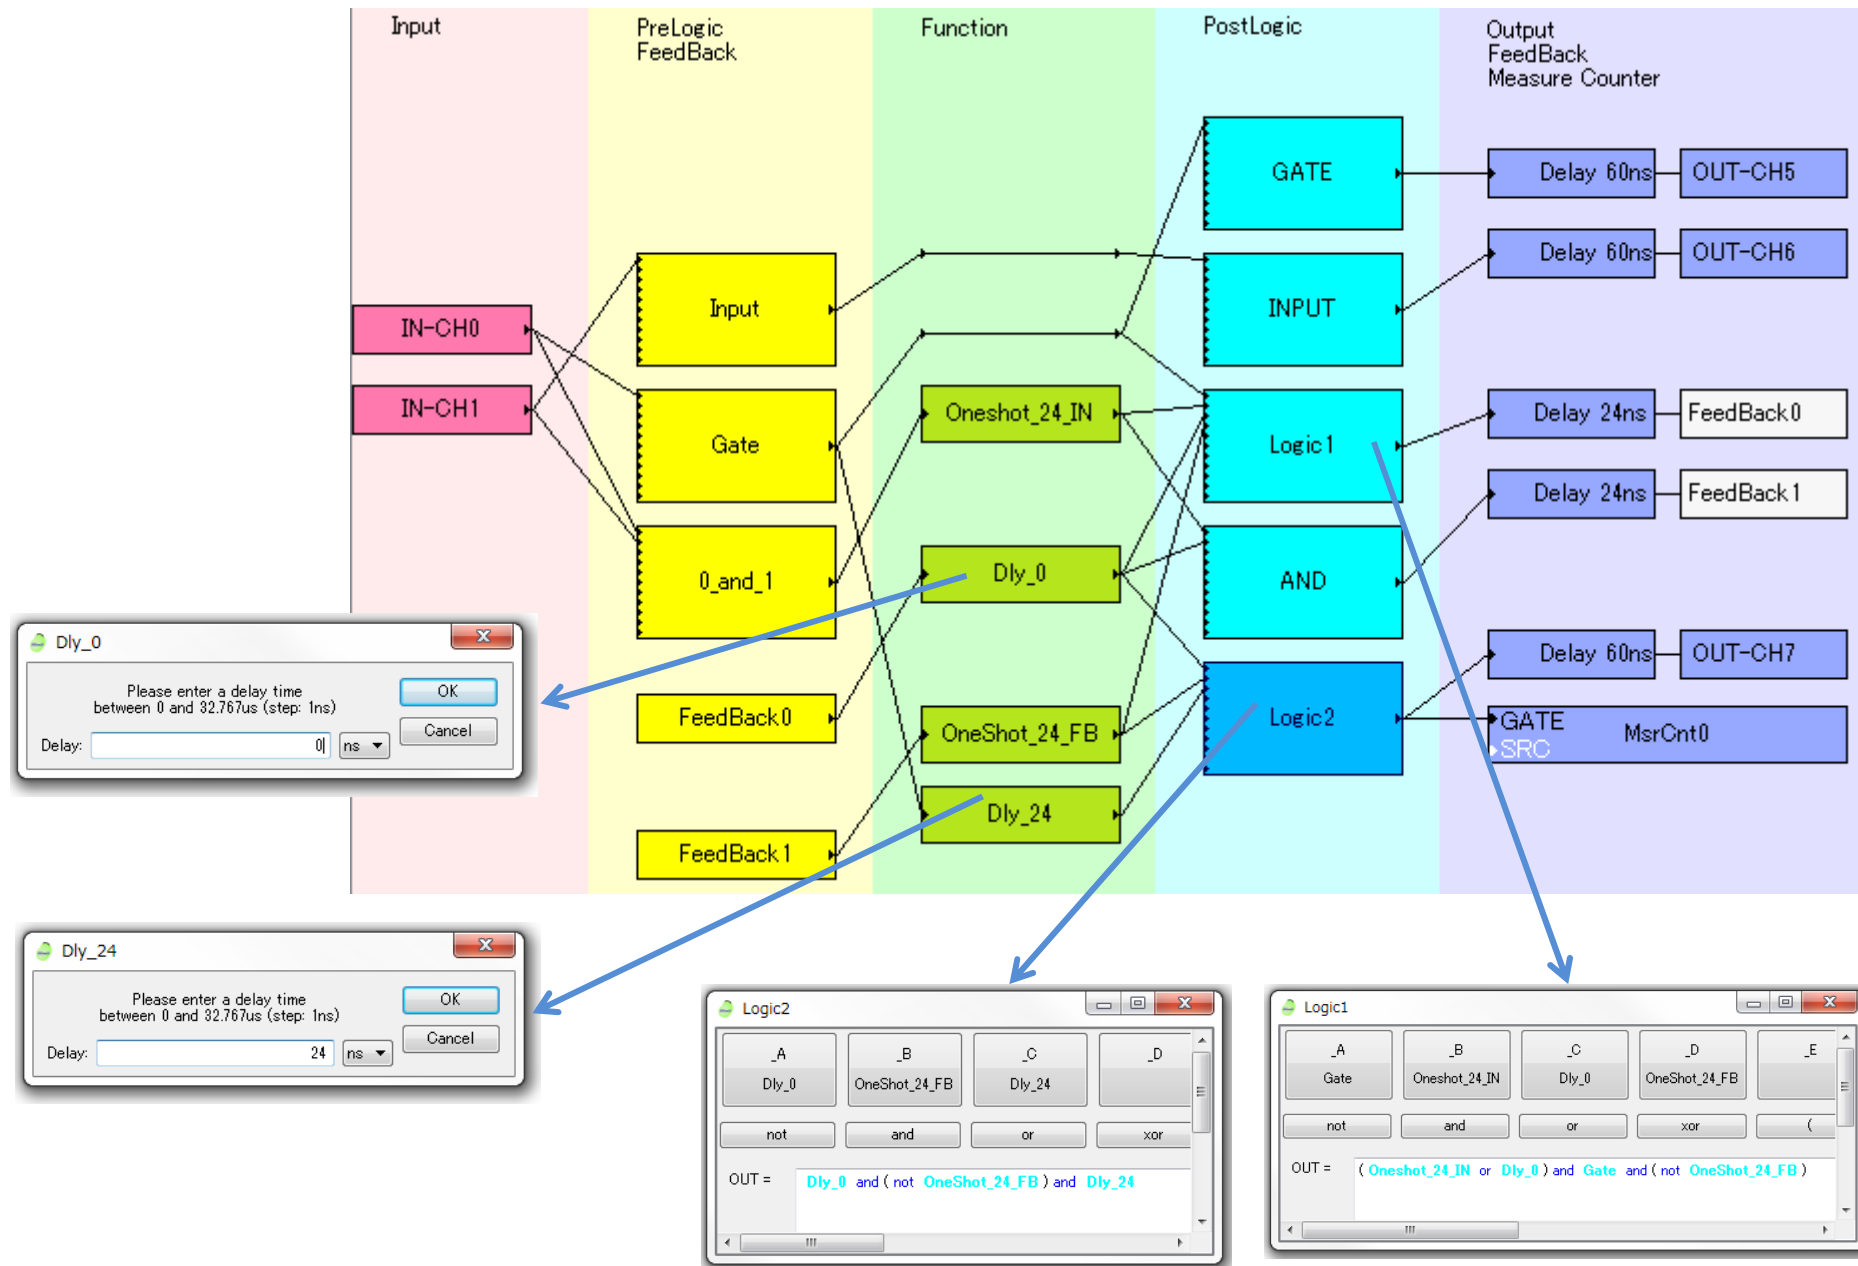 Input
PreLogic
FeedBack
Function
PostLogic
Output
FeedBack
Measure Counter
IN-CH0
IN-CH1
Input
Gate
0_and_1
FeedBack0
FeedBack1
Oneshot_24_IN
Dly_0
OneShot_24_FB
Dly_24
GATE
INPUT
Logic1
AND
Logic2
Delay 60ns
OUT-CH5
Delay 60ns
OUT-CH6
Delay 24ns
FeedBack0
Delay 24ns
FeedBack1
Delay 60ns
OUT-CH7
GATE
SRC
MsrCnt0
Dly_0
Please enter a delay time
between 0 and 32.767us (step: 1ns)
Delay: 0 ns
OK
Cancel
Dly_24
Please enter a delay time
between 0 and 32.767us (step: 1ns)
Delay: 24 ns
OK
Cancel
Logic2
_A _B _C _D
Dly_0 OneShot_24_FB Dly_24
not and or xor
OUT = Dly_0 and ( not OneShot_24_FB ) and Dly_24
Logic1
_A _B _C _D _E
Gate Oneshot_24_IN Dly_0 OneShot_24_FB
not and or xor (
OUT = ( Oneshot_24_IN or Dly_0 ) and Gate and ( not OneShot_24_FB )